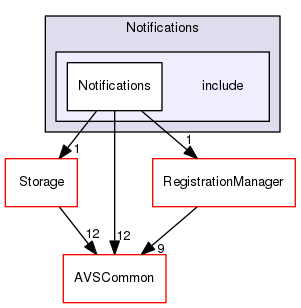 Notifications
Notifications
include
1
1
Storage
RegistrationManager
12
12
9
AVSCommon